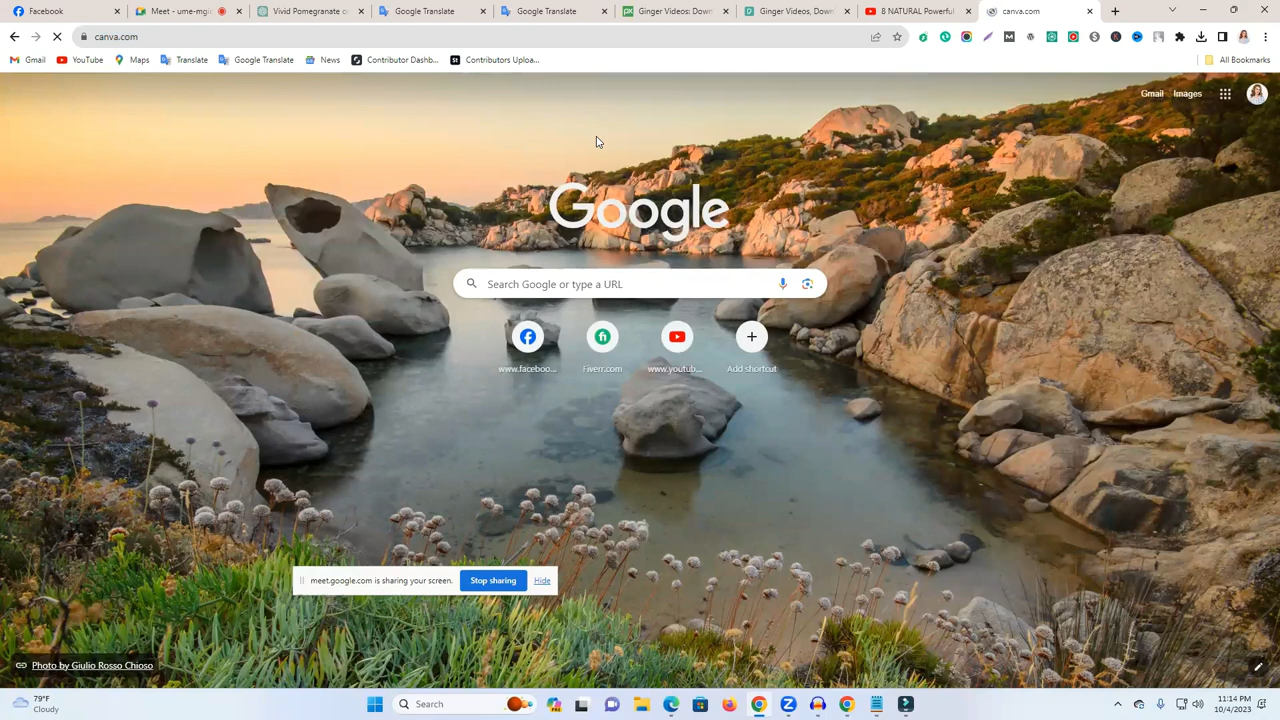 Facebook
Meet - ume-mgi
Vivid Pomegranate o
Google Translate
Google Translate
Ginger Videos: Down
Ginger Videos, Dow
8 NATURAL Powerful
canva.com
canva.com
Gmail
YouTube
Maps
Translate
Google Translate
News
Contributor Dashb...
Contributors Uploa...
All Bookmarks
Gmail
Images
Google
Search Google or type a URL
www.faceboo...
Fiverr.com
www.youtub...
Add shortcut
meet.google.com is sharing your screen.
Stop sharing
Hide
Photo by Giulio Rosso Chioso
79°F
Cloudy
Search
11:14 PM
10/4/2023